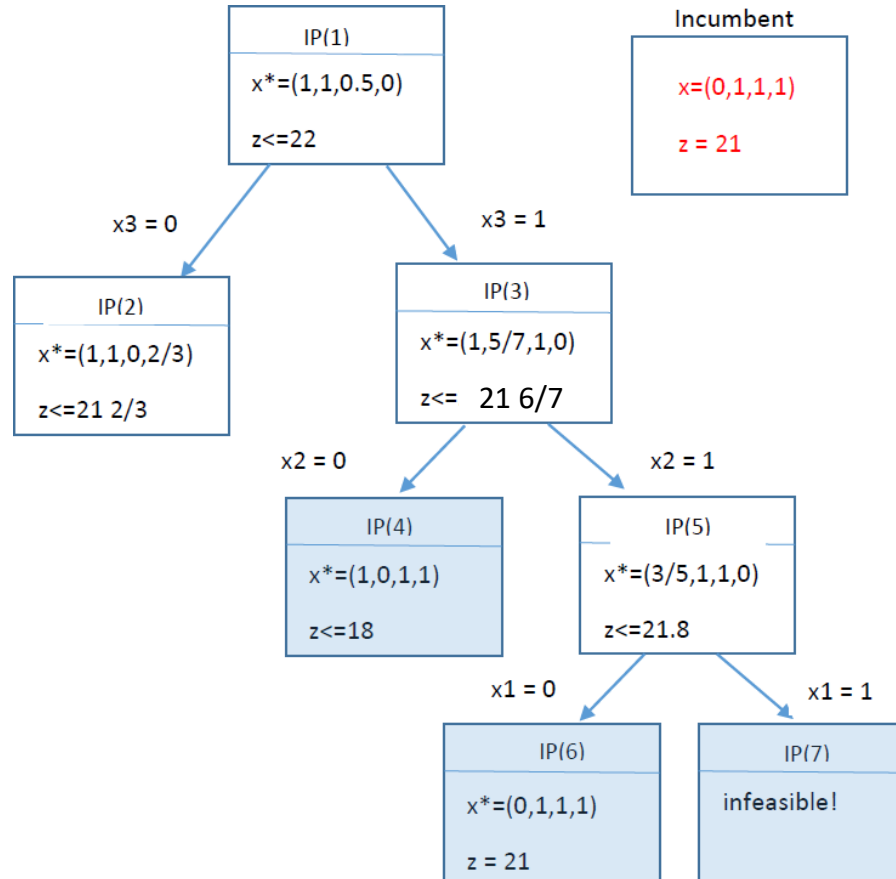 Incumbent
IP(1)
x*=(1,1,0.5,0)
z<=22
x=(0,1,1,1)
z = 21
x3 = 0
x3 = 1
IP(2)
x*=(1,1,0,2/3)
z<=21 2/3
IP(3)
x*=(1,5/7,1,0)
z<= 21 6/7
x2 = 0
x2 = 1
IP(4)
x*=(1,0,1,1)
z<=18
IP(5)
x*=(3/5,1,1,0)
z<=21.8
x1 = 0
x1 = 1
IP(6)
x*=(0,1,1,1)
z = 21
IP(7)
infeasible!